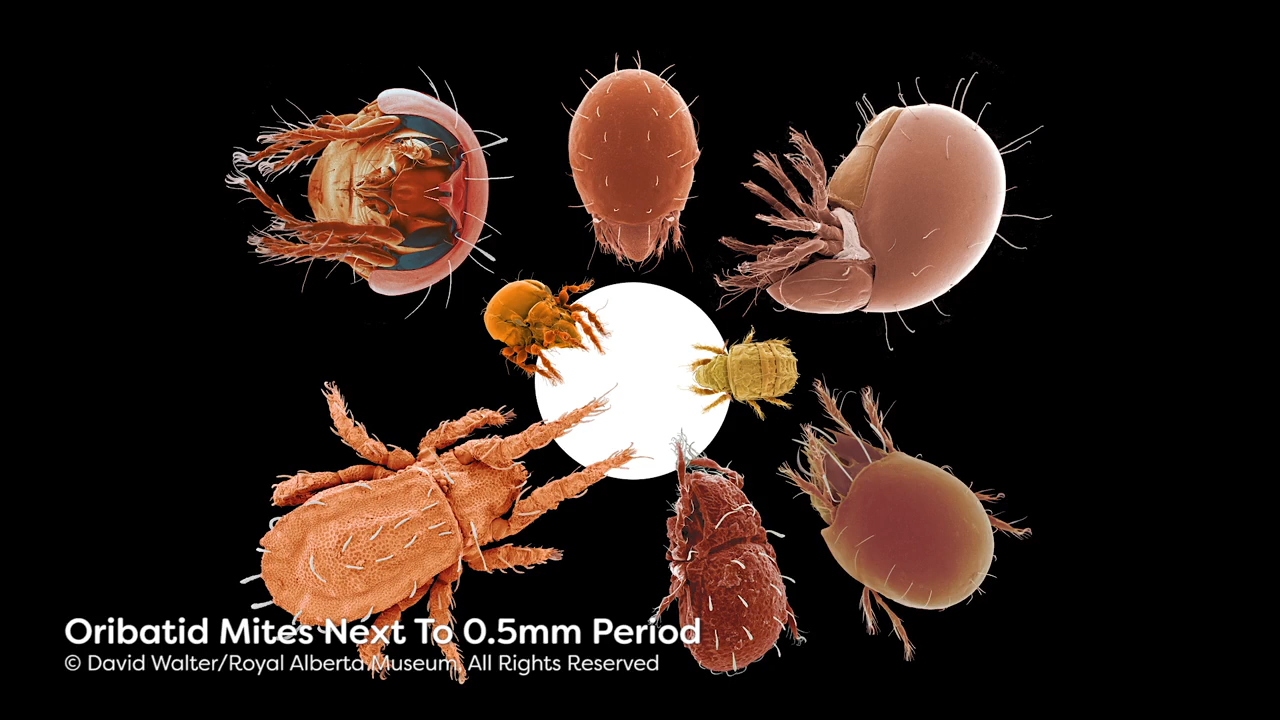 Oribatid Mites Next To 0.5mm Period
© David Walter/Royal Alberta Museum, All Rights Reserved